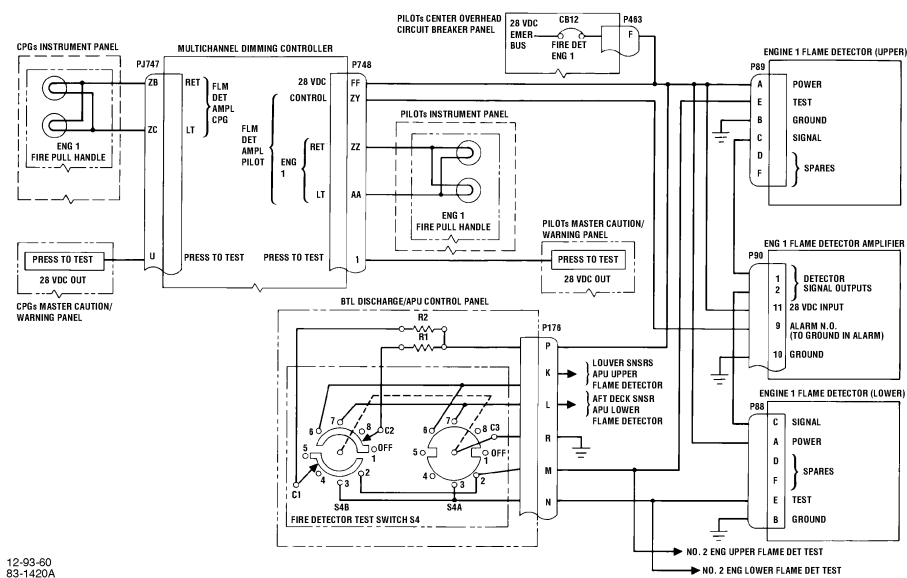 PILOTs CENTER OVERHEAD
CIRCUIT BREAKER PANEL
28 VDC
EMER
BUS
CB12
FIRE DET
ENG 1
P463
F
CPGs INSTRUMENT PANEL
ENG 1
FIRE PULL HANDLE
PJ747
MULTICHANNEL DIMMING CONTROLLER
P748
ZB
RET
ZC
LT
FLM
DET
AMPL
CPG
28 VDC
FF
CONTROL
ZY
FLM
DET
AMPL
PILOT
ENG
1
RET
ZZ
LT
AA
U
PRESS TO TEST
PRESS TO TEST
1
PILOTs INSTRUMENT PANEL
ENG 1
FIRE PULL HANDLE
PRESS TO TEST
28 VDC OUT
CPGs MASTER CAUTION/
WARNING PANEL
PILOTs MASTER CAUTION/
WARNING PANEL
PRESS TO TEST
28 VDC OUT
ENGINE 1 FLAME DETECTOR (UPPER)
P89
A POWER
E TEST
B GROUND
C SIGNAL
D
F
SPARES
ENG 1 FLAME DETECTOR AMPLIFIER
P90
1
2
DETECTOR
SIGNAL OUTPUTS
11 28 VDC INPUT
9 ALARM N.O.
(TO GROUND IN ALARM)
10 GROUND
ENGINE 1 FLAME DETECTOR (LOWER)
P88
C SIGNAL
A POWER
D
F
SPARES
E TEST
B GROUND
BTL DISCHARGE/APU CONTROL PANEL
R2
R1
P176
P
K
L
R
M
N
LOUVER SNSRS
APU UPPER
FLAME DETECTOR
AFT DECK SNSR
APU LOWER
FLAME DETECTOR
6
7
8
C2
OFF
1
5
4
3
2
C1
S4B
6
7
8
C3
OFF
1
5
4
3
2
S4A
FIRE DETECTOR TEST SWITCH S4
NO. 2 ENG UPPER FLAME DET TEST
NO. 2 ENG LOWER FLAME DET TEST
12-93-60
83-1420A